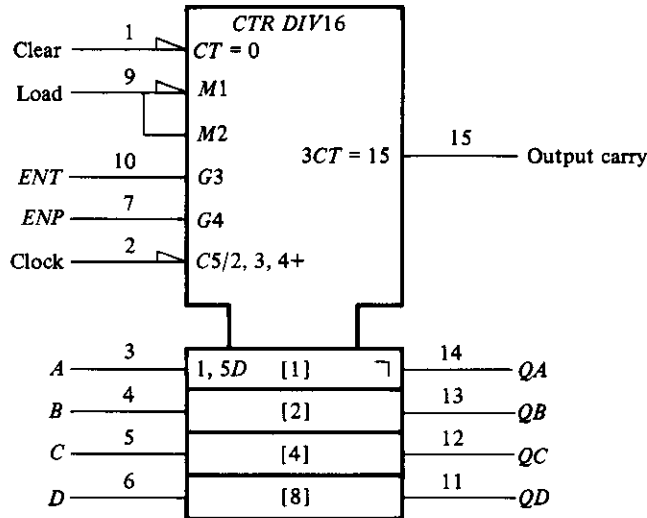 CTR DIV16
Clear 1 CT = 0
Load 9 M1
M2
3CT = 15 15 Output carry
ENT 10 G3
ENP 7 G4
Clock 2 C5/2, 3, 4+
A 3 1, 5D [1] 14 QA
B 4 [2] 13 QB
C 5 [4] 12 QC
D 6 [8] 11 QD